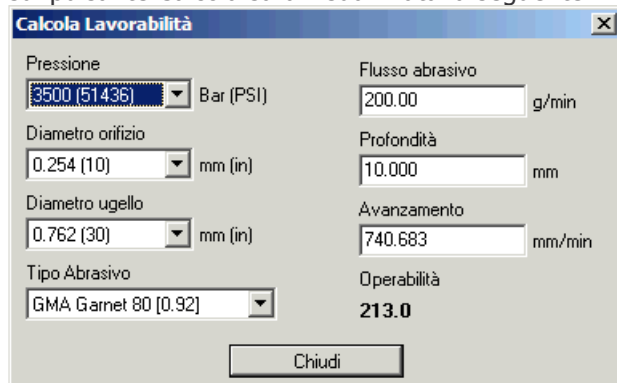 Calcola Lavorabilità
Pressione
3500 (51436) Bar (PSI)
Diametro orifizio
0.254 (10) mm (in)
Diametro ugello
0.762 (30) mm (in)
Tipo Abrasivo
GMA Garnet 80 [0.92]
Flusso abrasivo
200.00 g/min
Profondità
10.000 mm
Avanzamento
740.683 mm/min
Operabilità
213.0
Chiudi